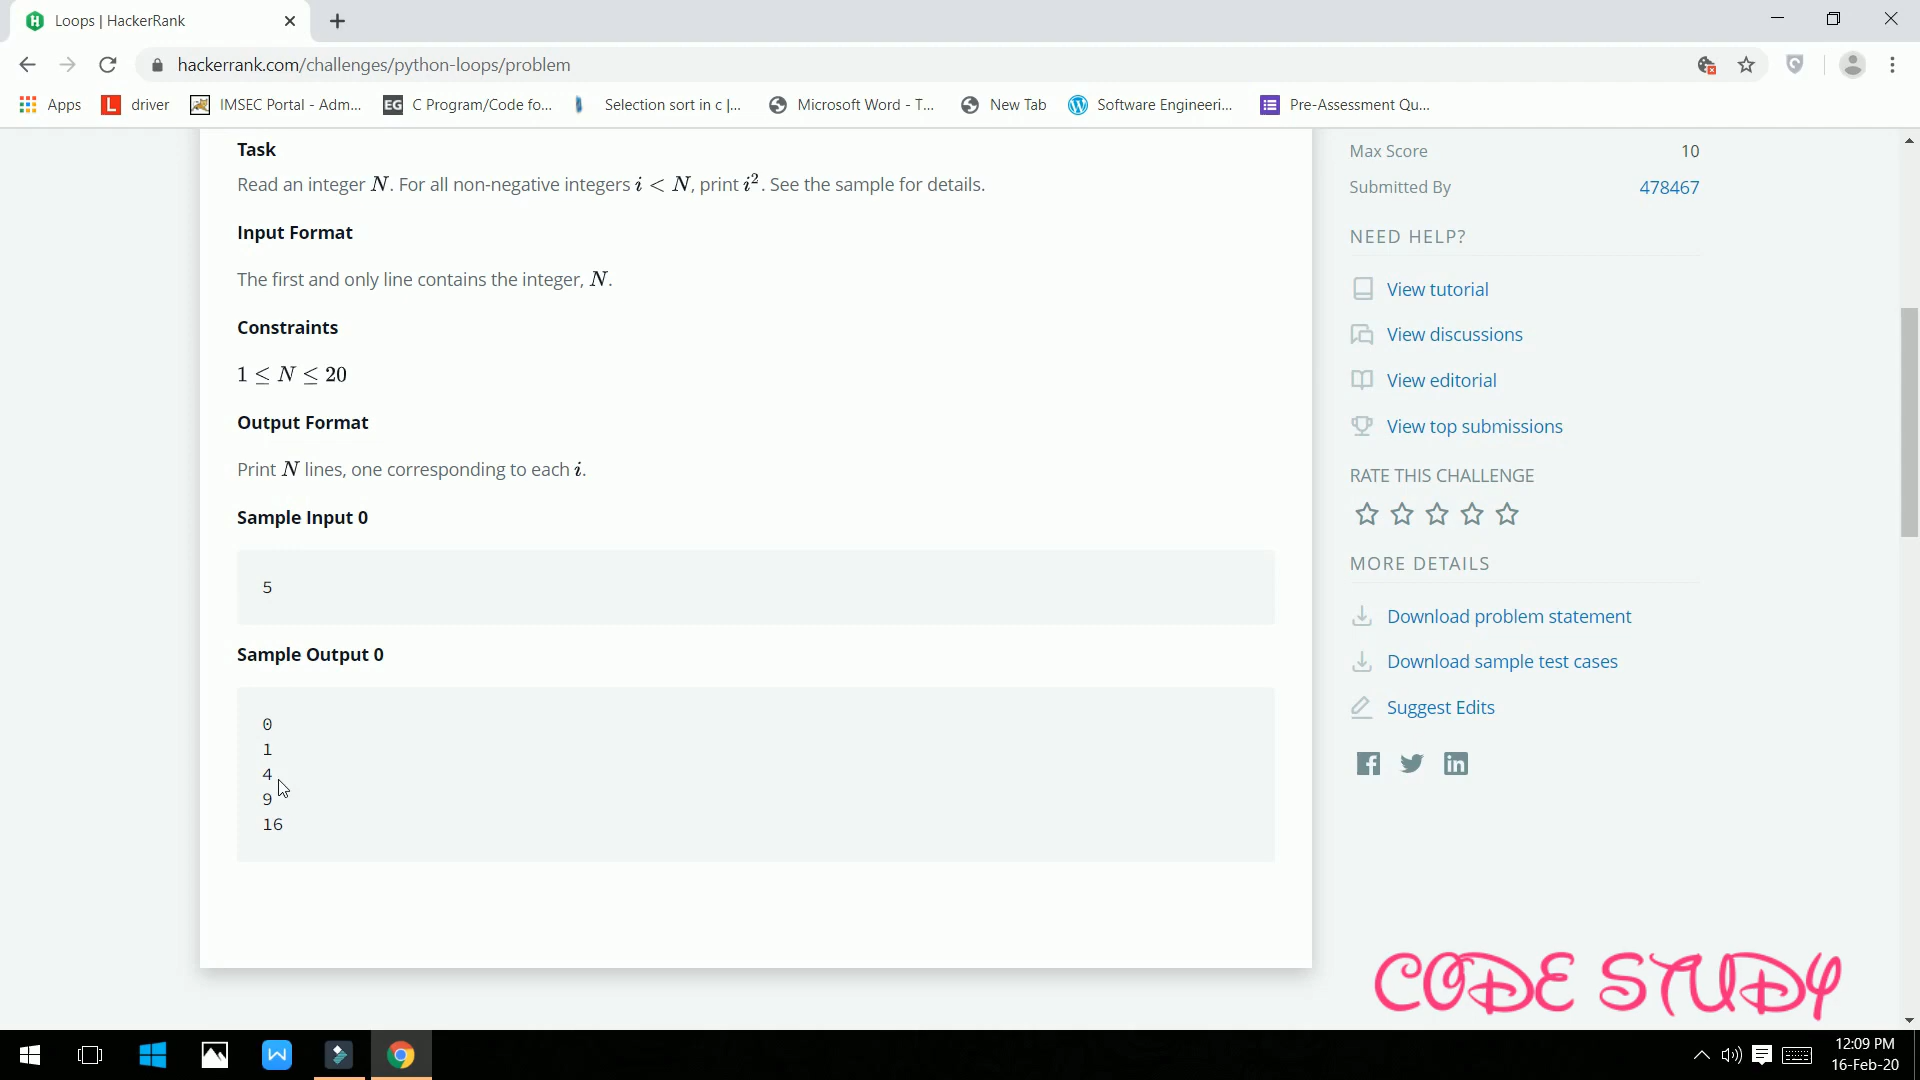 Loops | HackerRank
hackerrank.com/challenges/python-loops/problem
Apps
L driver
IMSEC Portal - Adm...
EG C Program/Code fo...
Selection sort in c |...
Microsoft Word - T...
New Tab
Software Engineeri...
Pre-Assessment Qu...
Task
Read an integer N. For all non-negative integers i < N, print i². See the sample for details.
Input Format
The first and only line contains the integer, N.
Constraints
1 ≤ N ≤ 20
Output Format
Print N lines, one corresponding to each i.
Sample Input 0
5
Sample Output 0
0
1
4
9
16
Max Score 10
Submitted By 478467
NEED HELP?
View tutorial
View discussions
View editorial
View top submissions
RATE THIS CHALLENGE
MORE DETAILS
Download problem statement
Download sample test cases
Suggest Edits
CODE STUDY
12:09 PM
16-Feb-20